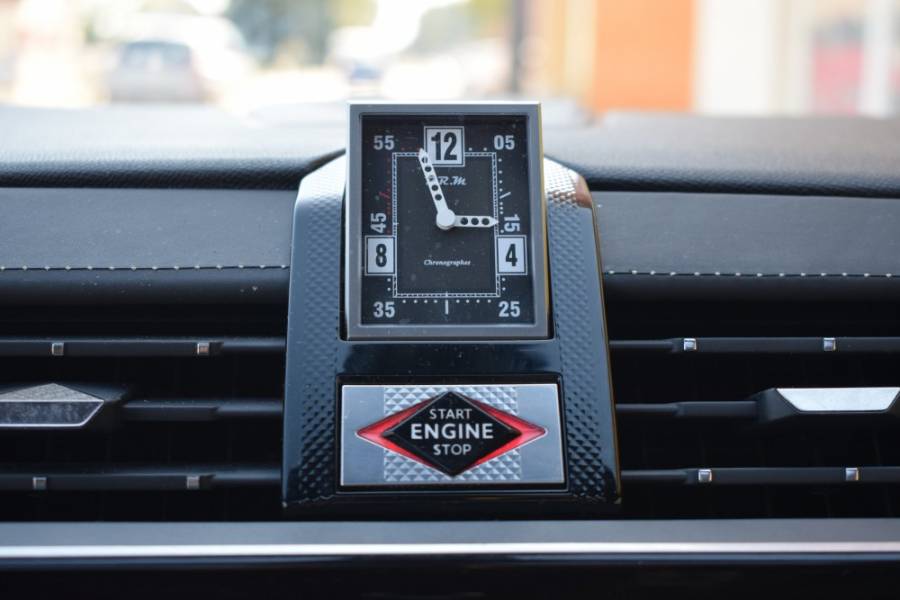 55 12 05
B.R.M
45 15
8 4
Chronographes
35 25
START
ENGINE
STOP